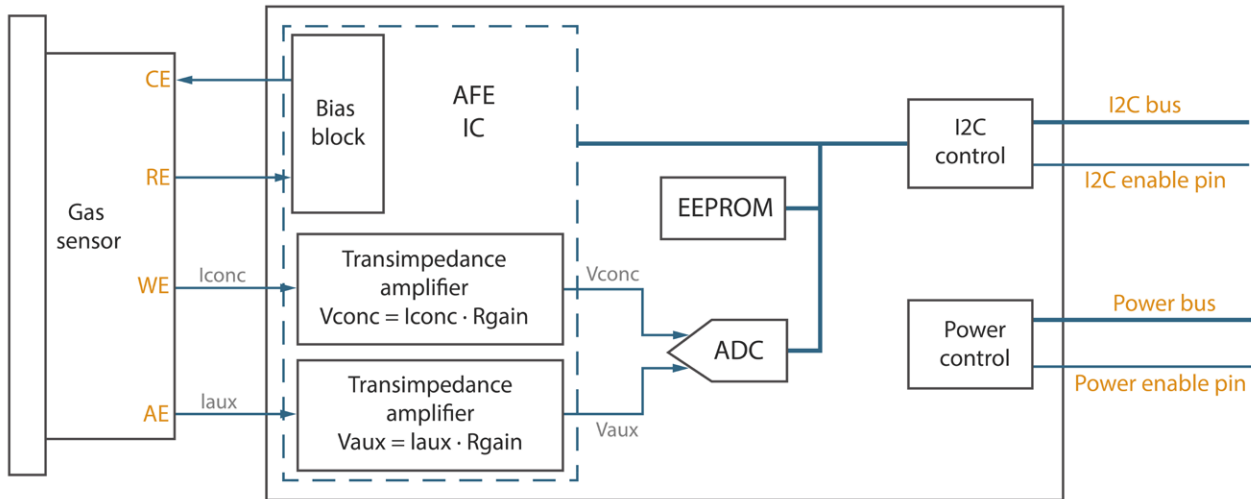 CE
RE
WE
AE
Gas
sensor
Iconc
Iaux
Bias
block
AFE
IC
Transimpedance
amplifier
Vconc = Iconc · Rgain
Transimpedance
amplifier
Vaux = Iaux · Rgain
Vconc
Vaux
EEPROM
ADC
I2C
control
Power
control
I2C bus
I2C enable pin
Power bus
Power enable pin